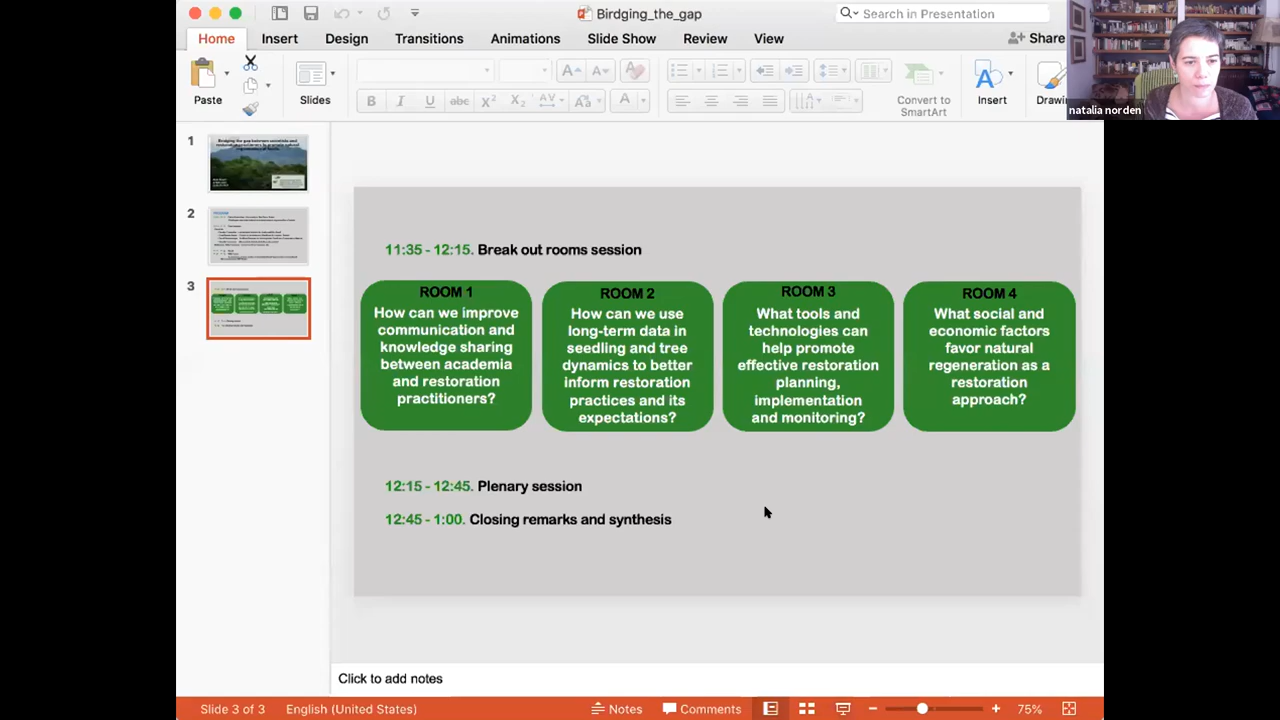 Birdging_the_gap
Search in Presentation
Home
Insert
Design
Transitions
Animations
Slide Show
Review
View
Share
natalia norden
Paste
Slides
B
I
U
abc
X²
X₂
AV
Aa
A
Convert to
SmartArt
Insert
1
2
3
11:35 - 12:15. Break out rooms session
ROOM 1
How can we improve
communication and
knowledge sharing
between academia
and restoration
practitioners?
ROOM 2
How can we use
long-term data in
seedling and tree
dynamics to better
inform restoration
practices and its
expectations?
ROOM 3
What tools and
technologies can
help promote
effective restoration
planning,
implementation
and monitoring?
ROOM 4
What social and
economic factors
favor natural
regeneration as a
restoration
approach?
12:15 - 12:45. Plenary session
12:45 - 1:00. Closing remarks and synthesis
Click to add notes
Slide 3 of 3
English (United States)
Notes
Comments
75%